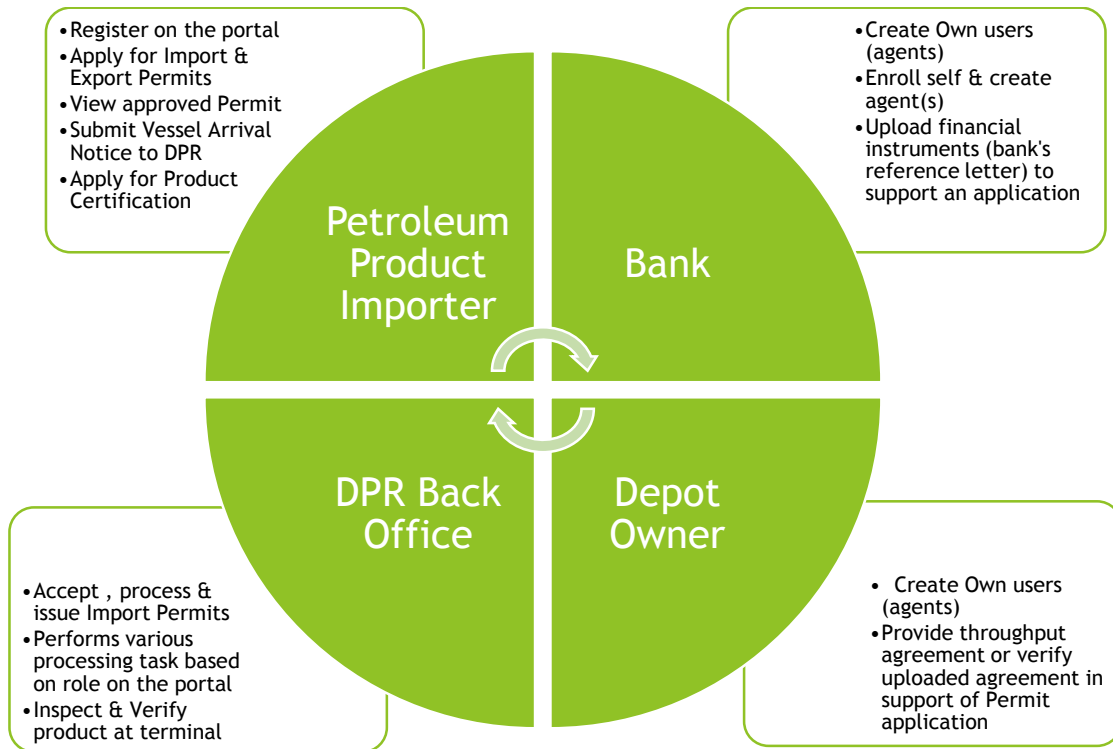 •Register on the portal
•Apply for Import &
Export Permits
•View approved Permit
•Submit Vessel Arrival
Notice to DPR
•Apply for Product
Certification
•Create Own users
(agents)
•Enroll self & create
agent(s)
•Upload financial
instruments (bank's
reference letter) to
support an application
Petroleum
Product
Importer
Bank
DPR Back
Office
Depot
Owner
•Accept , process &
issue Import Permits
•Performs various
processing task based
on role on the portal
•Inspect & Verify
product at terminal
• Create Own users
(agents)
•Provide throughput
agreement or verify
uploaded agreement in
support of Permit
application